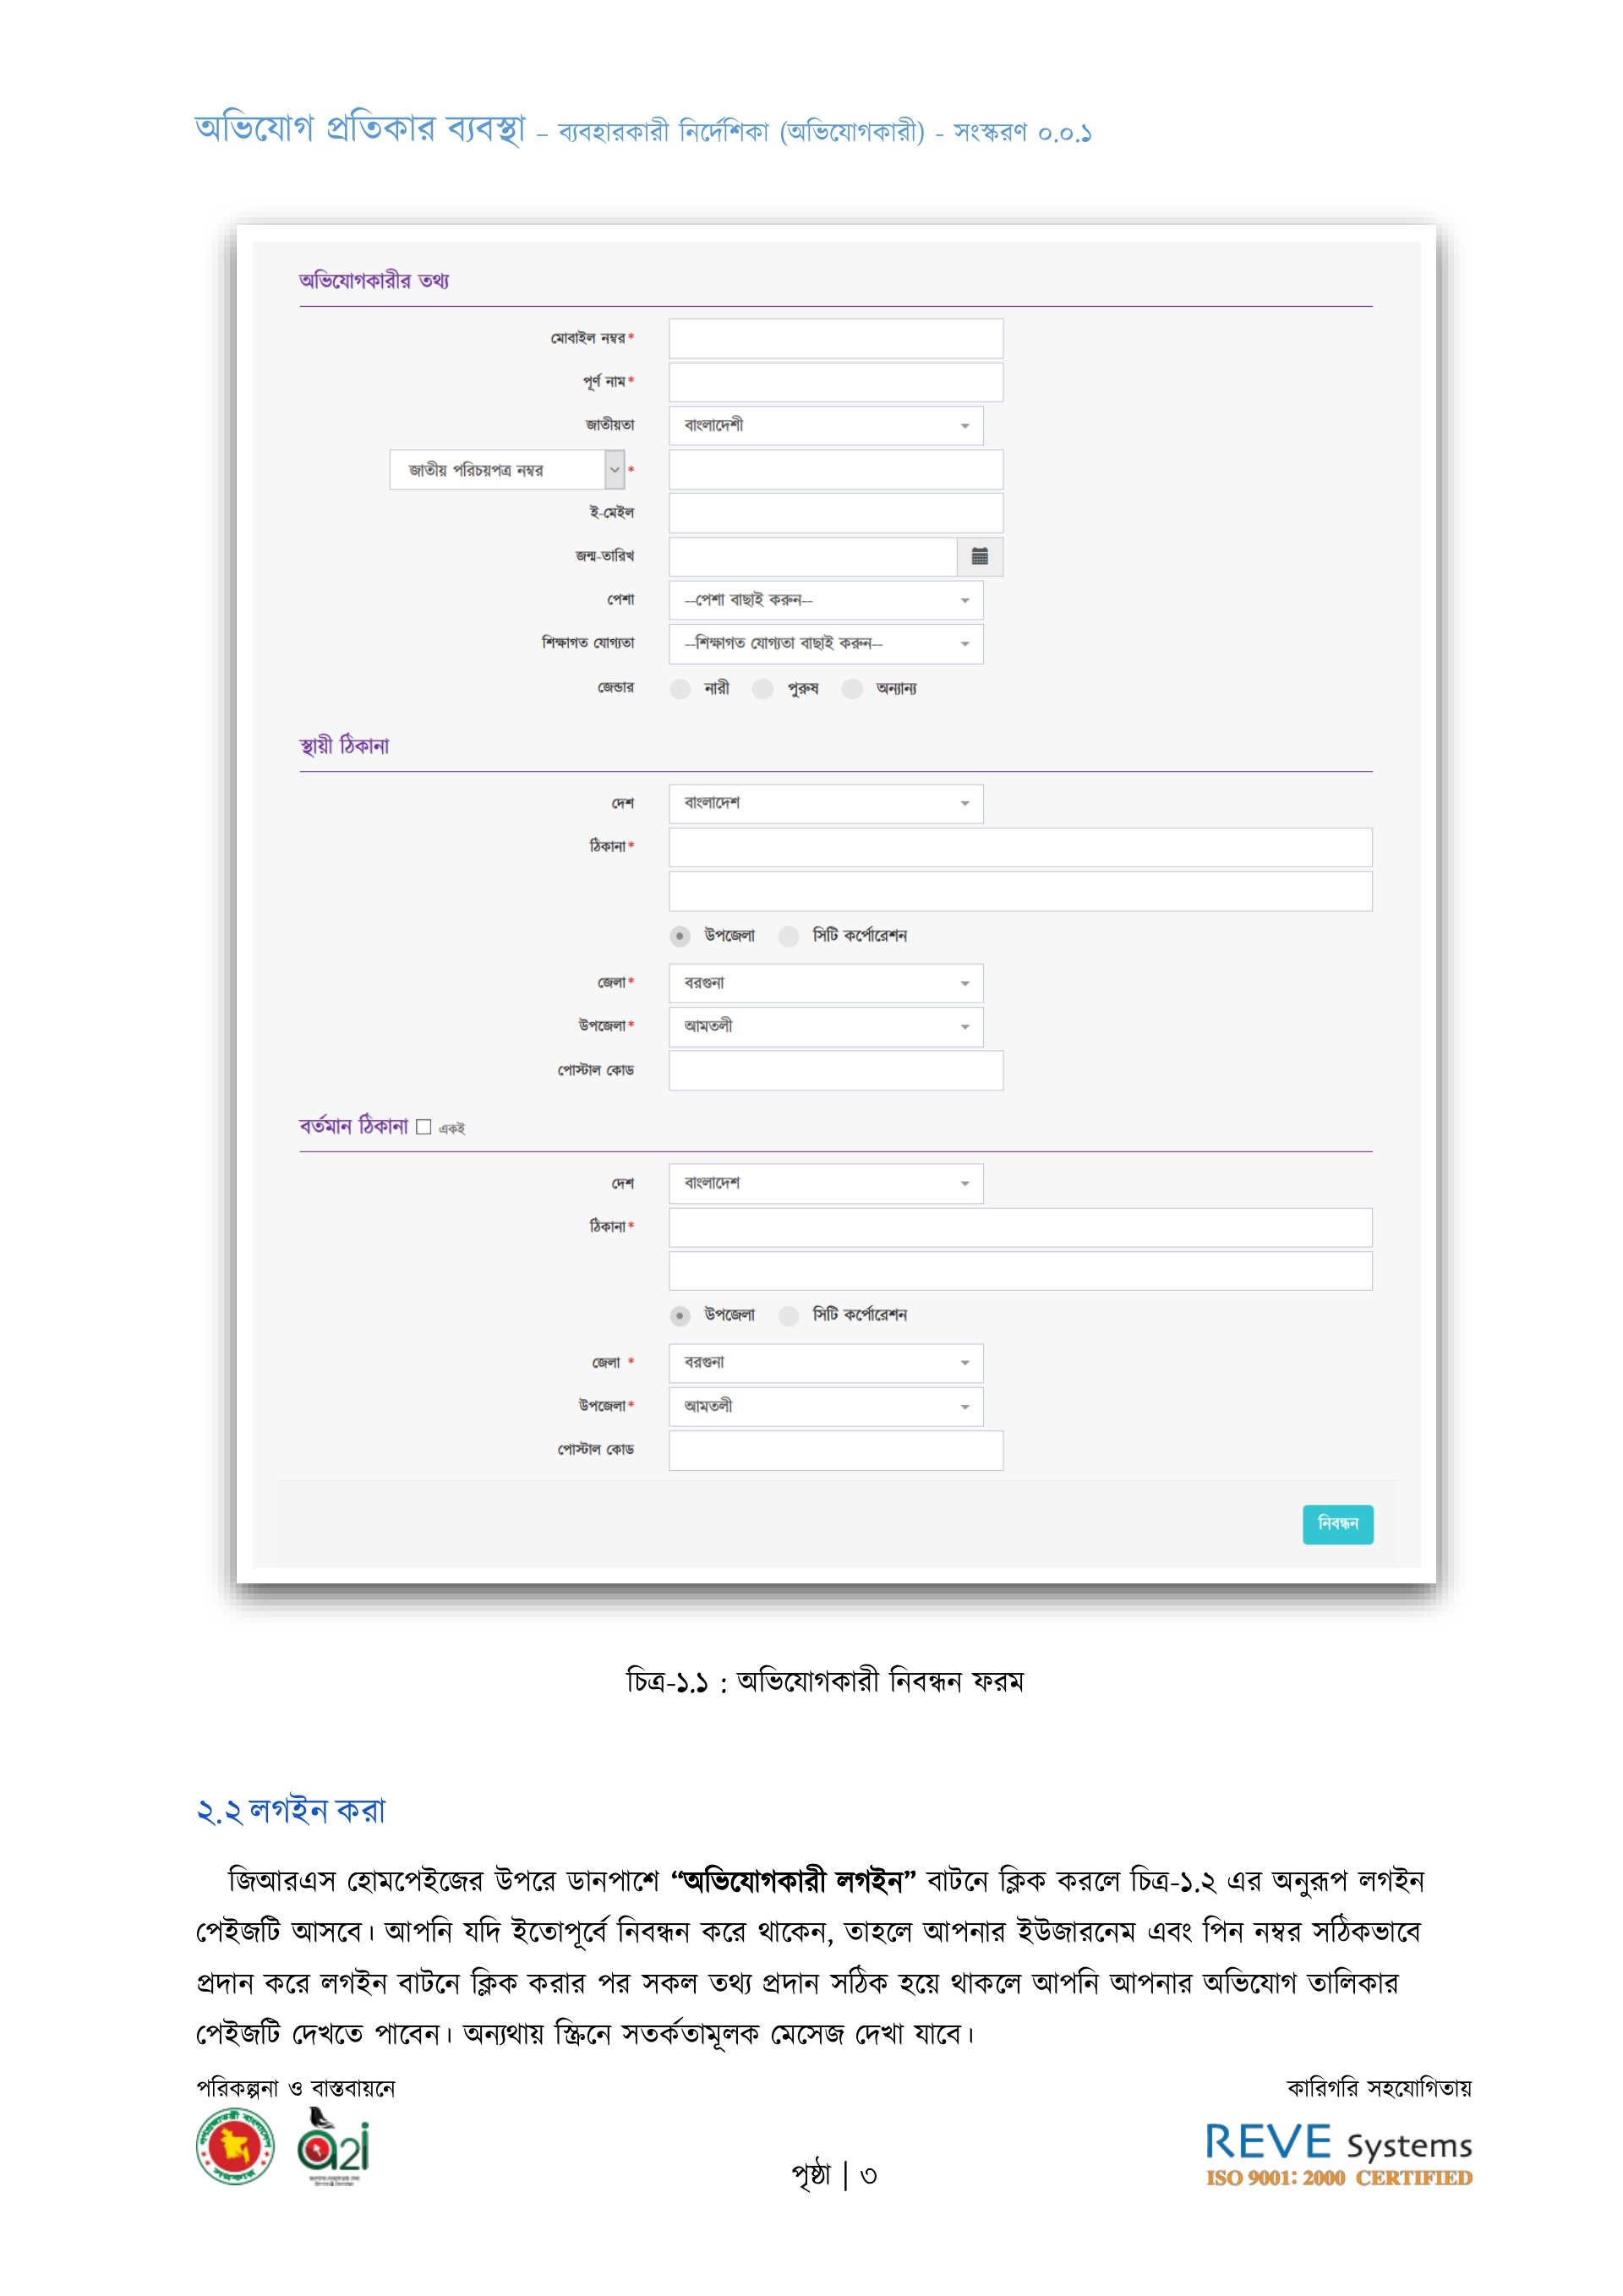 অভিযোগ প্রতিকার ব্যবস্থা – ব্যবহারকারী নির্দেশিকা (অভিযোগকারী) - সংস্করণ ০.০.১
অভিযোগকারীর তথ্য
মোবাইল নম্বর*
পূর্ণ নাম*
জাতীয়তা বাংলাদেশী
জাতীয় পরিচয়পত্র নম্বর *
ই-মেইল
জন্ম-তারিখ
পেশা --পেশা বাছাই করুন--
শিক্ষাগত যোগ্যতা --শিক্ষাগত যোগ্যতা বাছাই করুন--
জেন্ডার নারী পুরুষ অন্যান্য
স্থায়ী ঠিকানা
দেশ বাংলাদেশ
ঠিকানা*
উপজেলা সিটি কর্পোরেশন
জেলা* বরগুনা
উপজেলা* আমতলী
পোস্টাল কোড
বর্তমান ঠিকানা একই
দেশ বাংলাদেশ
ঠিকানা*
উপজেলা সিটি কর্পোরেশন
জেলা * বরগুনা
উপজেলা* আমতলী
পোস্টাল কোড
নিবন্ধন
চিত্র-১.১ : অভিযোগকারী নিবন্ধন ফরম
২.২ লগইন করা
জিআরএস হোমপেইজের উপরে ডানপাশে “অভিযোগকারী লগইন” বাটনে ক্লিক করলে চিত্র-১.২ এর অনুরূপ লগইন
পেইজটি আসবে। আপনি যদি ইতোপূর্বে নিবন্ধন করে থাকেন, তাহলে আপনার ইউজারনেম এবং পিন নম্বর সঠিকভাবে
প্রদান করে লগইন বাটনে ক্লিক করার পর সকল তথ্য প্রদান সঠিক হয়ে থাকলে আপনি আপনার অভিযোগ তালিকার
পেইজটি দেখতে পাবেন। অন্যথায় স্ক্রিনে সতর্কতামূলক মেসেজ দেখা যাবে।
পরিকল্পনা ও বাস্তবায়নে
কারিগরি সহযোগিতায়
গণপ্রজাতন্ত্রী বাংলাদেশ
সরকার
a2i
REVE Systems
ISO 9001: 2000 CERTIFIED
পৃষ্ঠা | ৩